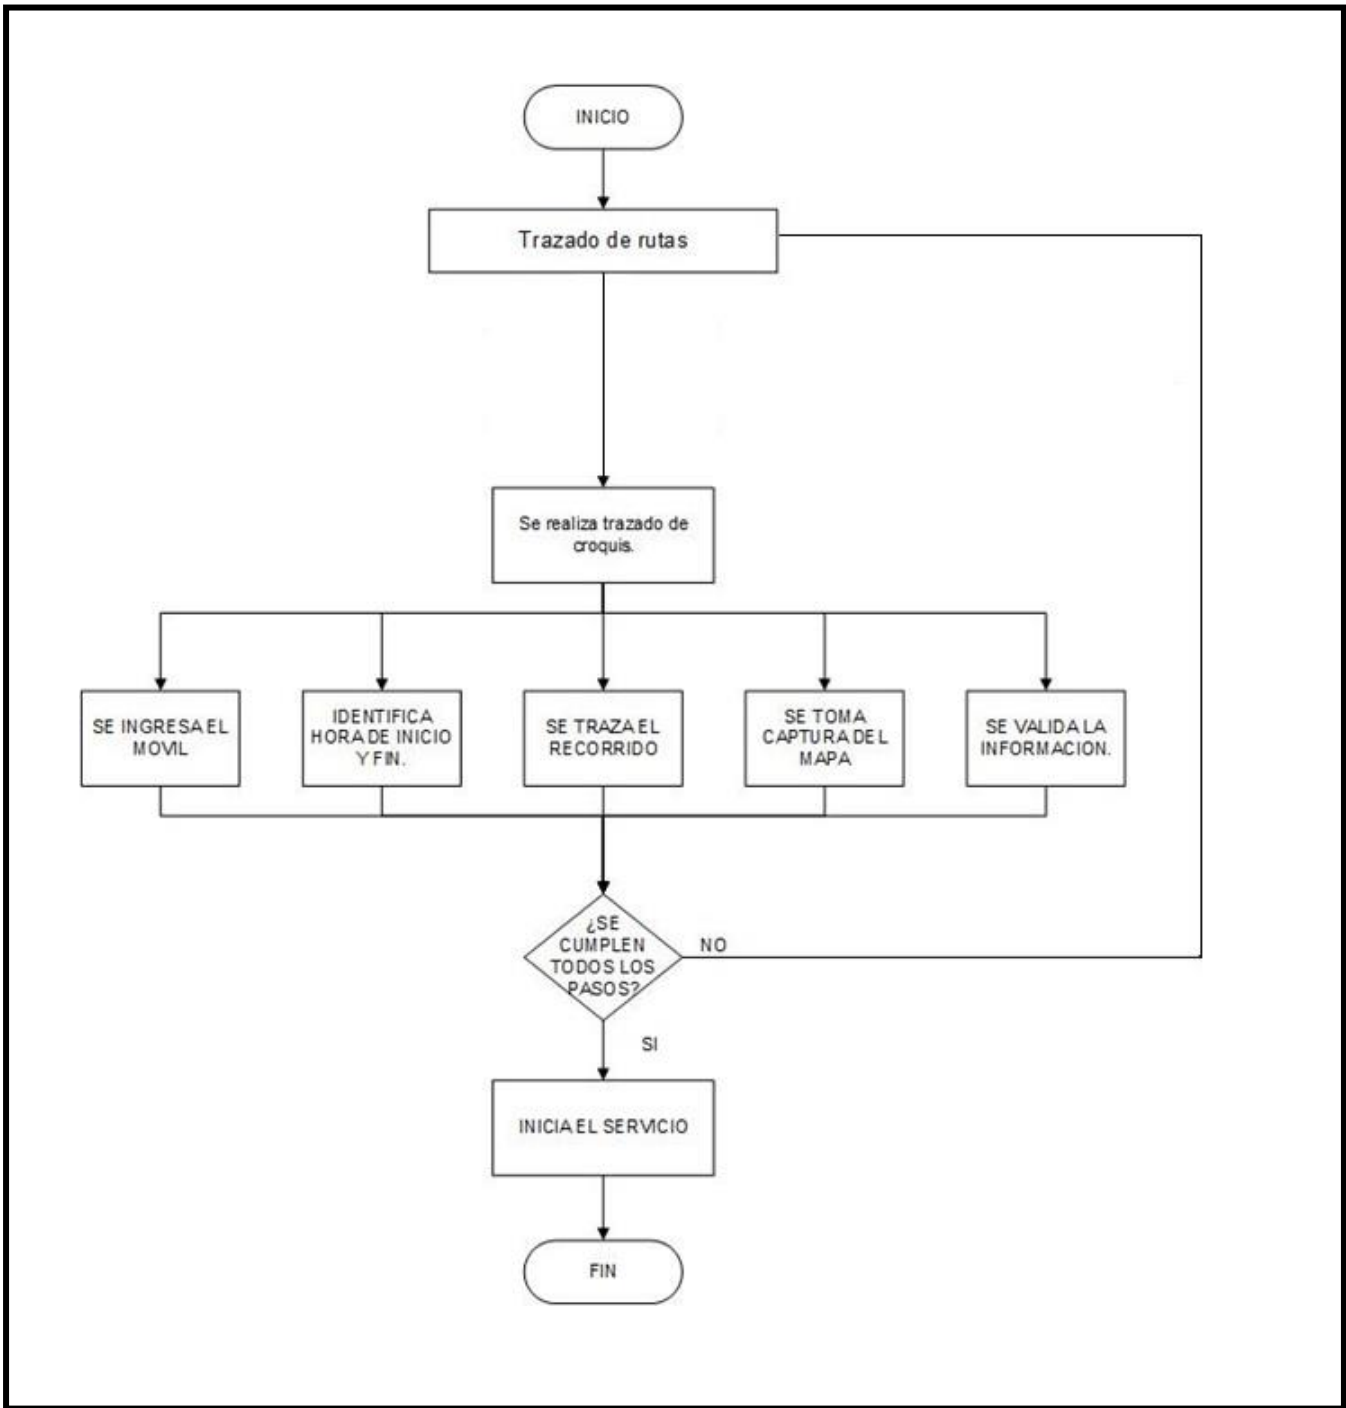 INICIO
Trazado de rutas
Se realiza trazado de
croquis.
SE INGRESA EL
MOVIL
IDENTIFICA
HORA DE INICIO
Y FIN.
SE TRAZA EL
RECORRIDO
SE TOMA
CAPTURA DEL
MAPA
SE VALIDA LA
INFORMACION.
¿SE
CUMPLEN
TODOS LOS
PASOS?
NO
SI
INICIA EL SERVICIO
FIN